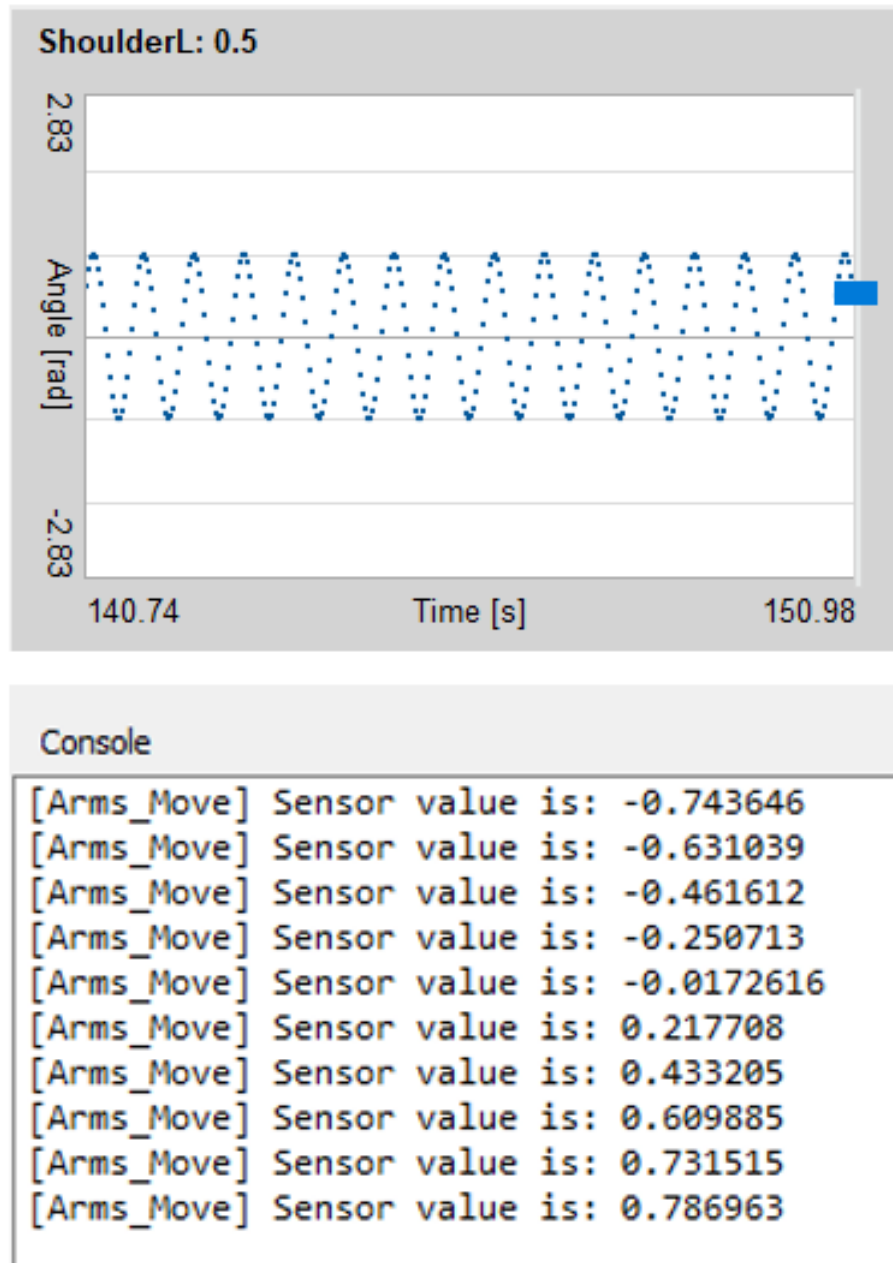 ShoulderL: 0.5
2.83
Angle [rad]
-2.83
140.74 Time [s] 150.98
Console
[Arms_Move] Sensor value is: -0.743646
[Arms_Move] Sensor value is: -0.631039
[Arms_Move] Sensor value is: -0.461612
[Arms_Move] Sensor value is: -0.250713
[Arms_Move] Sensor value is: -0.0172616
[Arms_Move] Sensor value is: 0.217708
[Arms_Move] Sensor value is: 0.433205
[Arms_Move] Sensor value is: 0.609885
[Arms_Move] Sensor value is: 0.731515
[Arms_Move] Sensor value is: 0.786963